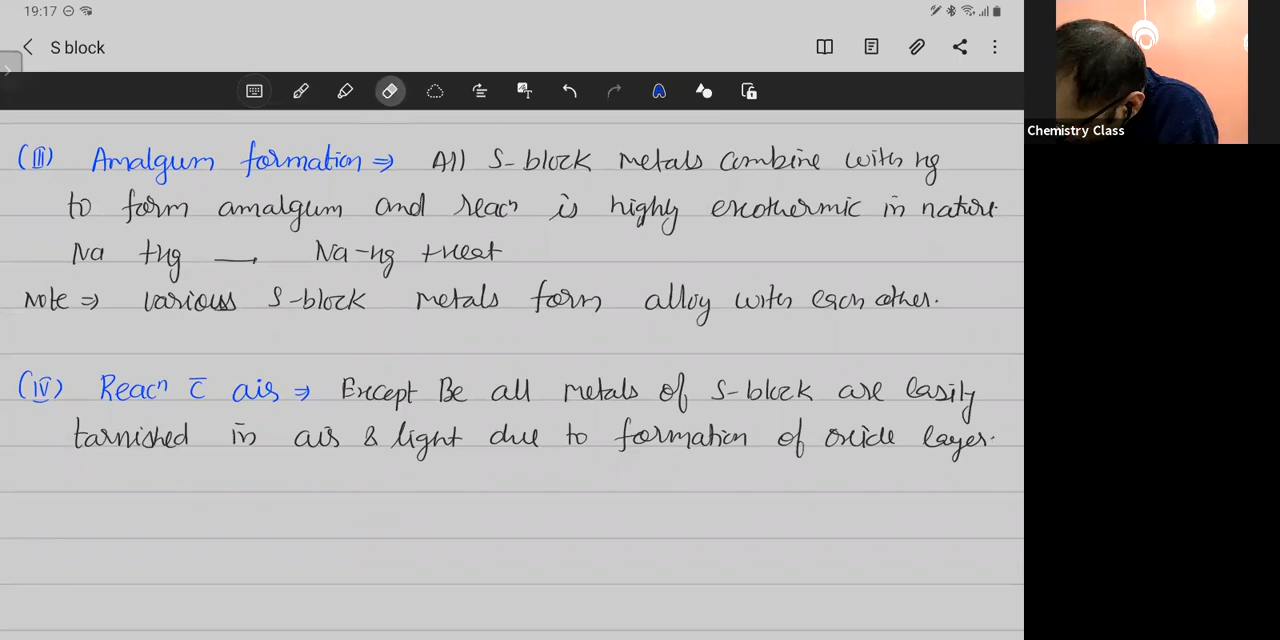 19:17
S block
Chemistry Class
(III) Amalgum formation ⇒ All S-block metals combine with Hg
to form amalgum and reacⁿ is highly exothermic in nature.
Na +Hg → Na-Hg +Heat
Note ⇒ various S-block metals form alloy with each other.
(IV) Reacⁿ c̄ air ⇒ Except Be all metals of S-block are easily
tarnished in air & light due to formation of oxide layer.